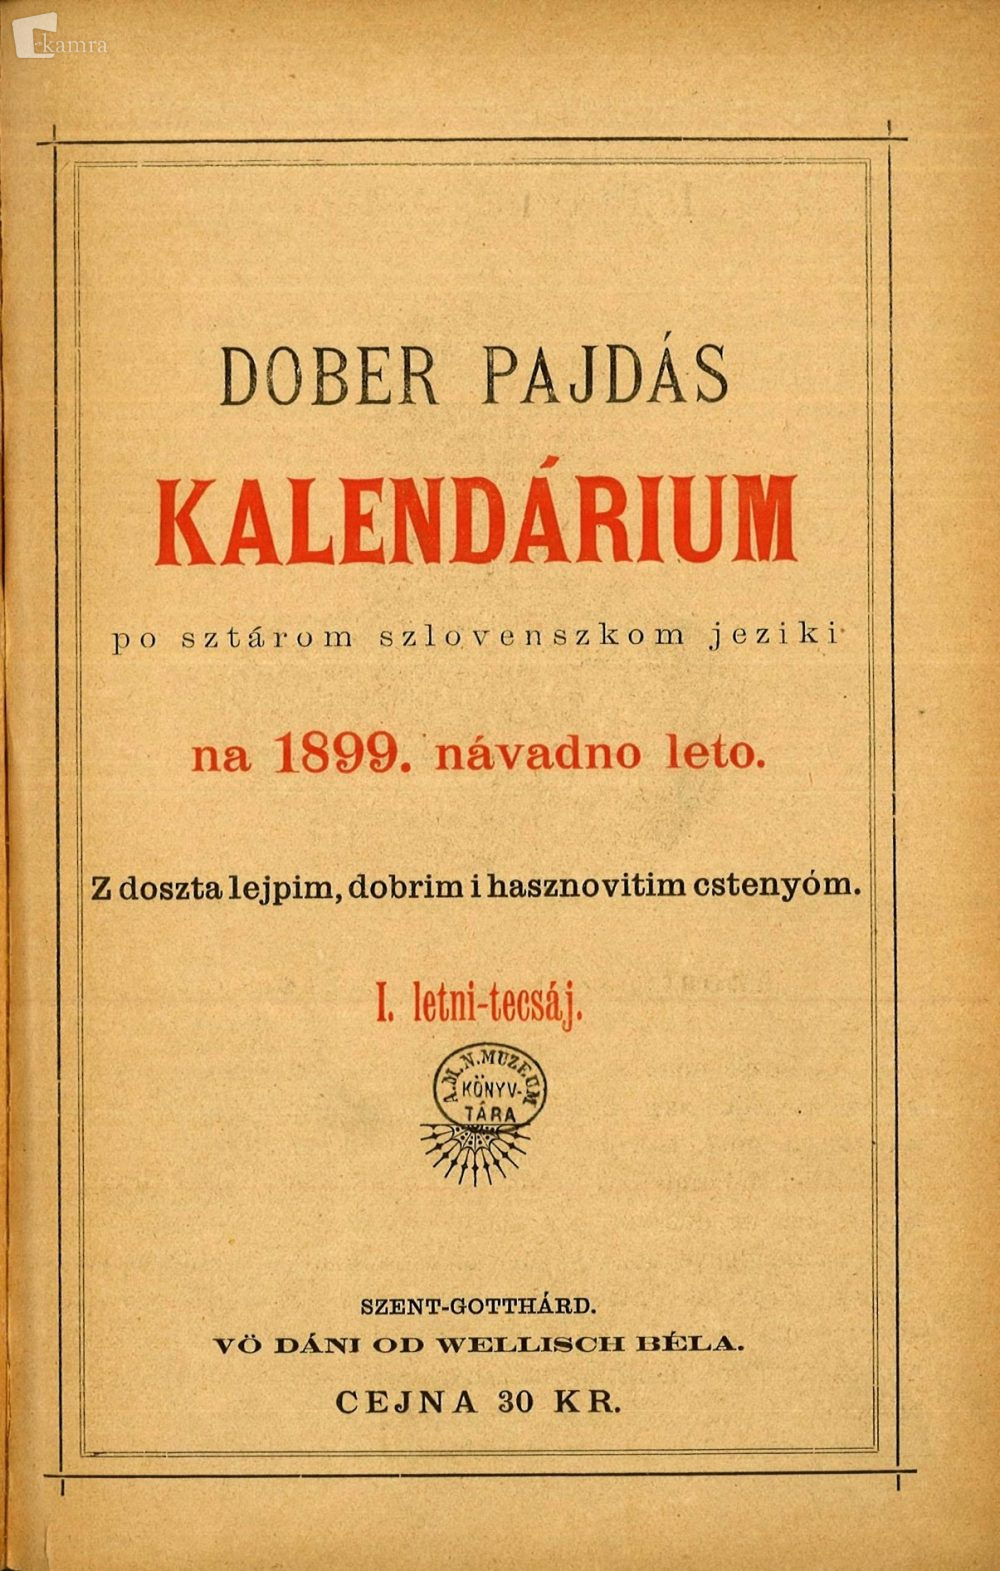 kamra
DOBER PAJDÁS
KALENDÁRIUM
po sztárom szlovenszkom jeziki
na 1899. návadno leto.
Z doszta lejpim, dobrim i hasznovitim cstenyóm.
I. letni-tecsáj.
A.M.N.MUZEUM
KÖNYV-
TÁRA
SZENT-GOTTHÁRD.
VÖ DÁNI OD WELLISCH BÉLA.
CEJNA 30 KR.